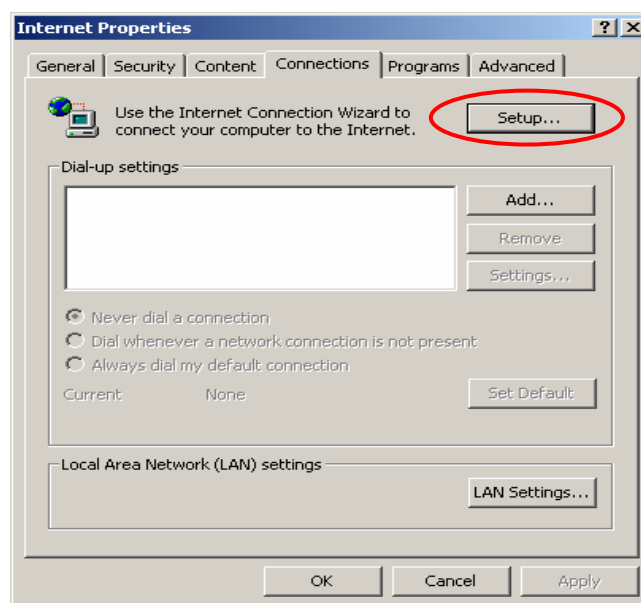 Internet Properties
? X
General Security Content Connections Programs Advanced
Use the Internet Connection Wizard to Setup...
connect your computer to the Internet.
Dial-up settings
Add...
Remove
Settings...
Never dial a connection
Dial whenever a network connection is not present
Always dial my default connection
Current None Set Default
Local Area Network (LAN) settings
LAN Settings...
OK Cancel Apply